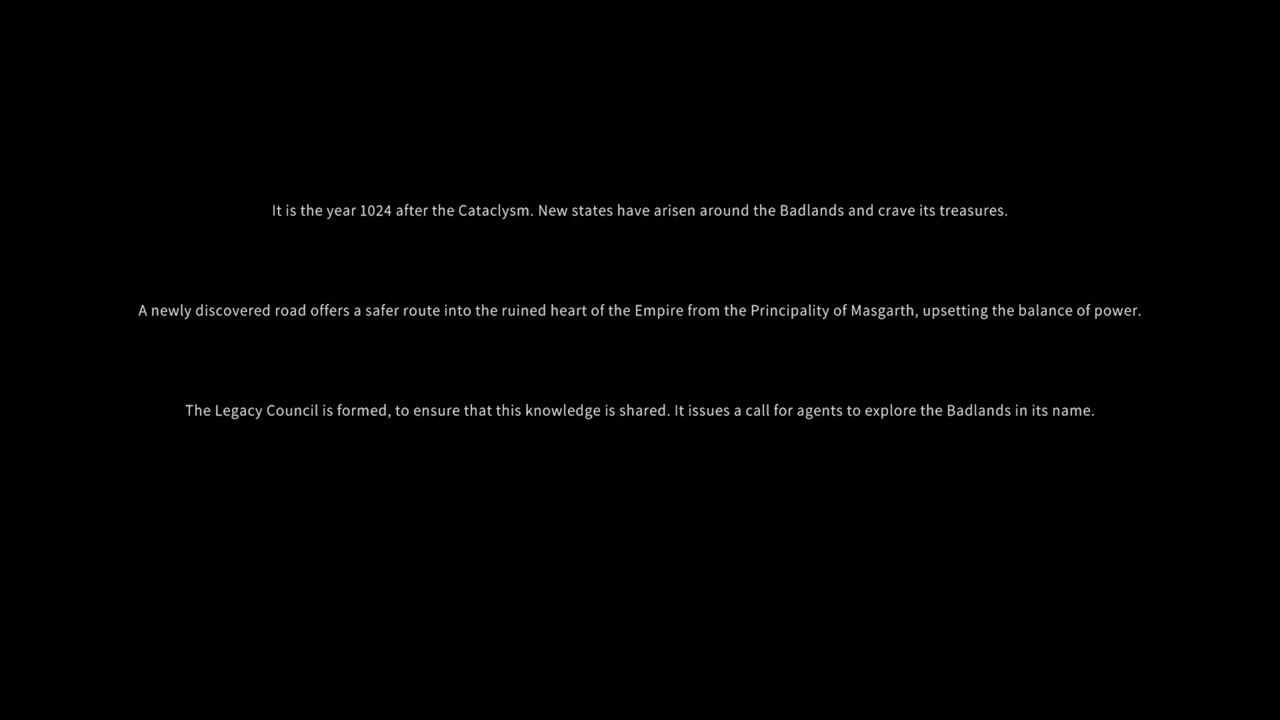 It is the year 1024 after the Cataclysm. New states have arisen around the Badlands and crave its treasures.
A newly discovered road offers a safer route into the ruined heart of the Empire from the Principality of Masgarth, upsetting the balance of power.
The Legacy Council is formed, to ensure that this knowledge is shared. It issues a call for agents to explore the Badlands in its name.